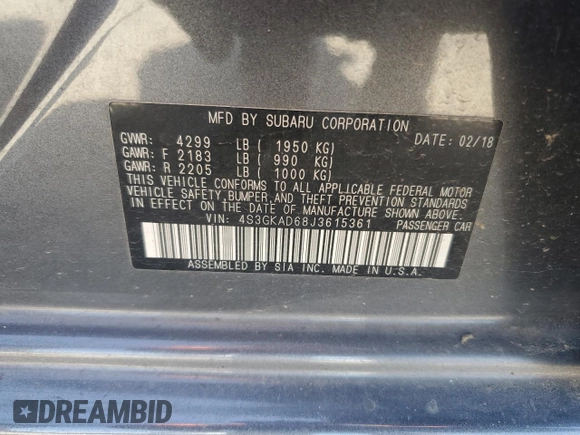 MFD BY SUBARU CORPORATION
GVWR: 4299 LB ( 1950 KG) DATE: 02/18
GAWR: F 2183 LB ( 990 KG)
GAWR: R 2205 LB ( 1000 KG)
THIS VEHICLE CONFORMS TO ALL APPLICABLE FEDERAL MOTOR
VEHICLE SAFETY, BUMPER, AND THEFT PREVENTION STANDARDS
IN EFFECT ON THE DATE OF MANUFACTURE SHOWN ABOVE.
VIN: 4S3GKAD68J3615361 PASSENGER CAR
ASSEMBLED BY SIA INC. MADE IN U.S.A.
DREAMBID